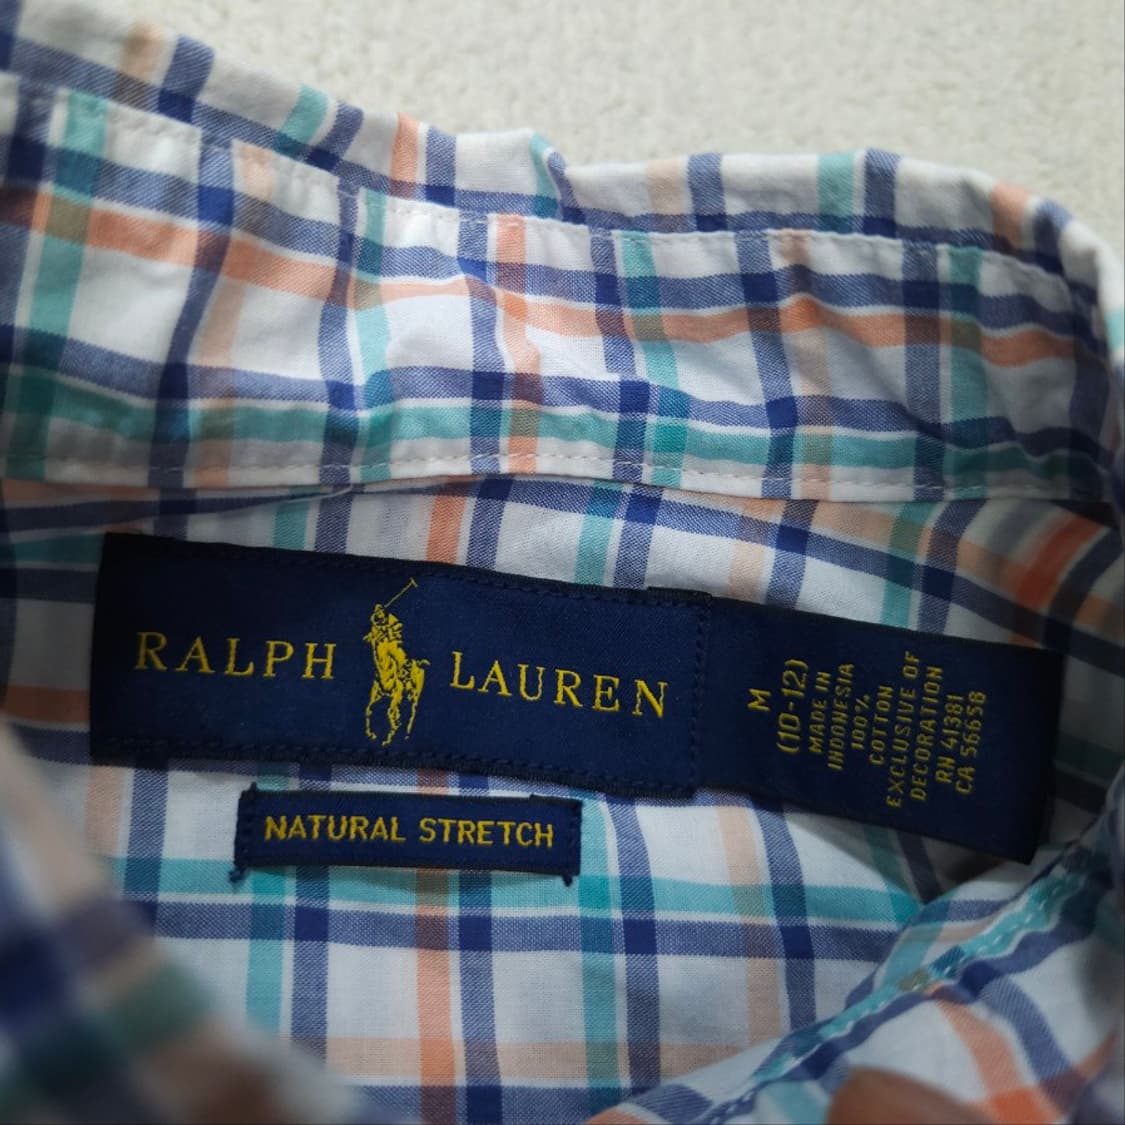 RALPH LAUREN
NATURAL STRETCH
M
(10-12)
MADE IN
INDONESIA
100%
COTTON
EXCLUSIVE OF
DECORATION
RN 41381
CA 56658